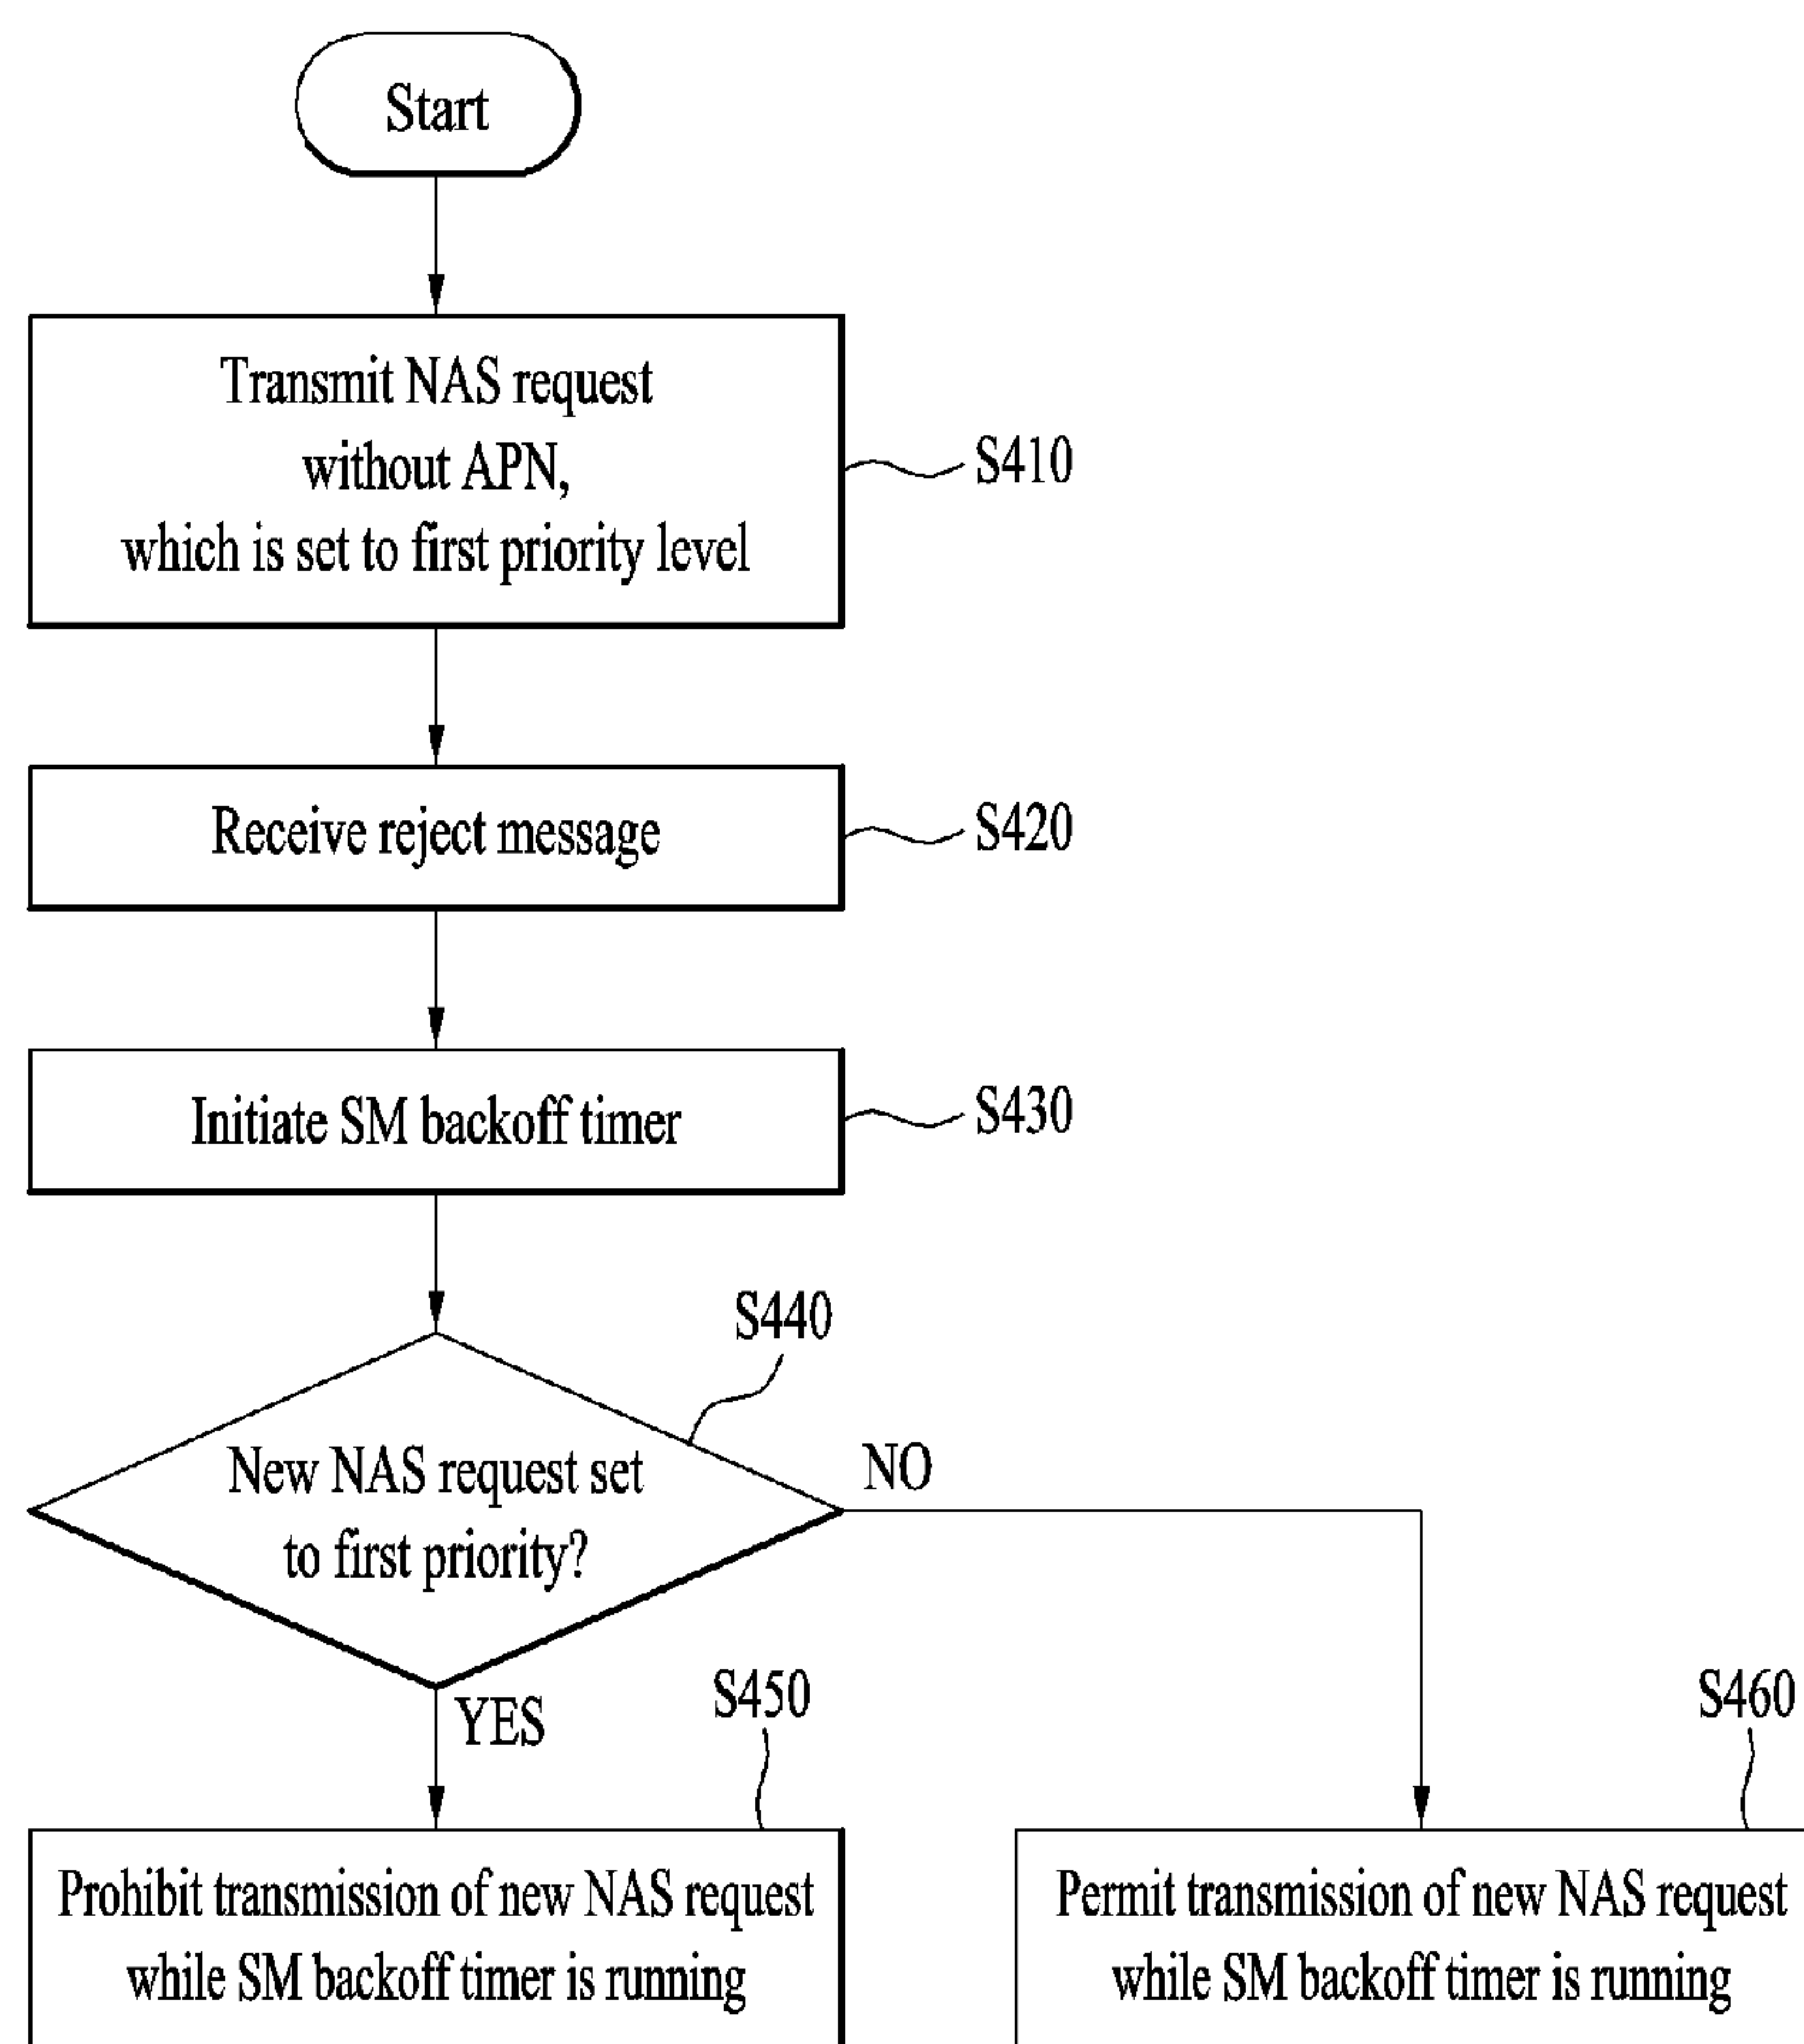 Start
Transmit NAS request
without APN,
which is set to first priority level
S410
Receive reject message
S420
Initiate SM backoff timer
S430
S440
New NAS request set
to first priority?
NO
YES
S450
S460
Prohibit transmission of new NAS request
while SM backoff timer is running
Permit transmission of new NAS request
while SM backoff timer is running